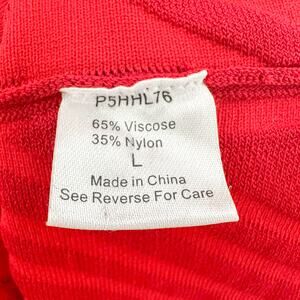 P5HHL76
65% Viscose
35% Nylon
L
Made in China
See Reverse For Care